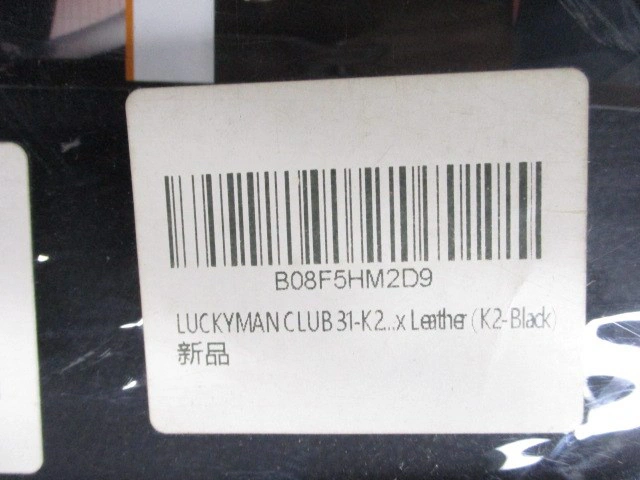 B08F5HM2D9
LUCKYMAN CLUB 31-K2...x Leather (K2-Black)
新品